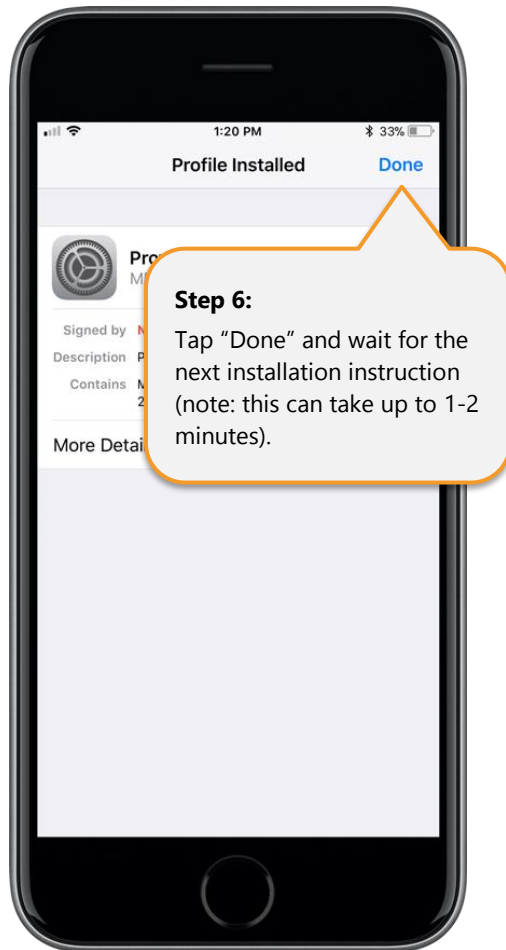 1:20 PM
33%
Profile Installed
Done
Signed by
Description
Contains
More
Step 6:
Tap “Done” and wait for the
next installation instruction
(note: this can take up to 1-2
minutes).